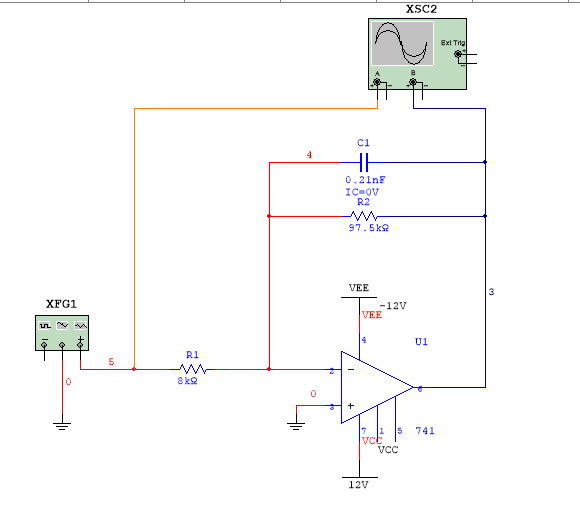 XSC2
Ext Trig
+
−
A
B
+ − + −
C1
4
0.21nF
IC=0V
R2
97.5kΩ
3
VEE
-12V
VEE
XFG1
4
U1
− +
5
R1
0
8kΩ
2
−
6
0
3
+
7
1
5
741
VCC
VCC
12V